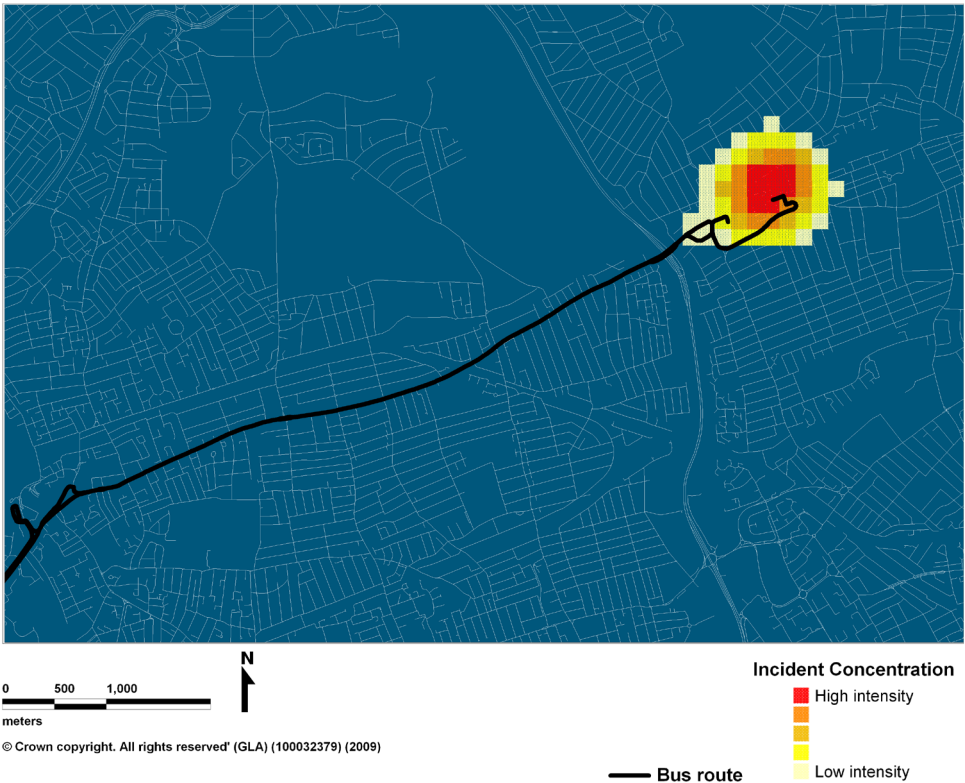 N
0 500 1,000
meters
© Crown copyright. All rights reserved' (GLA) (100032379) (2009)
Incident Concentration
High intensity
Low intensity
Bus route